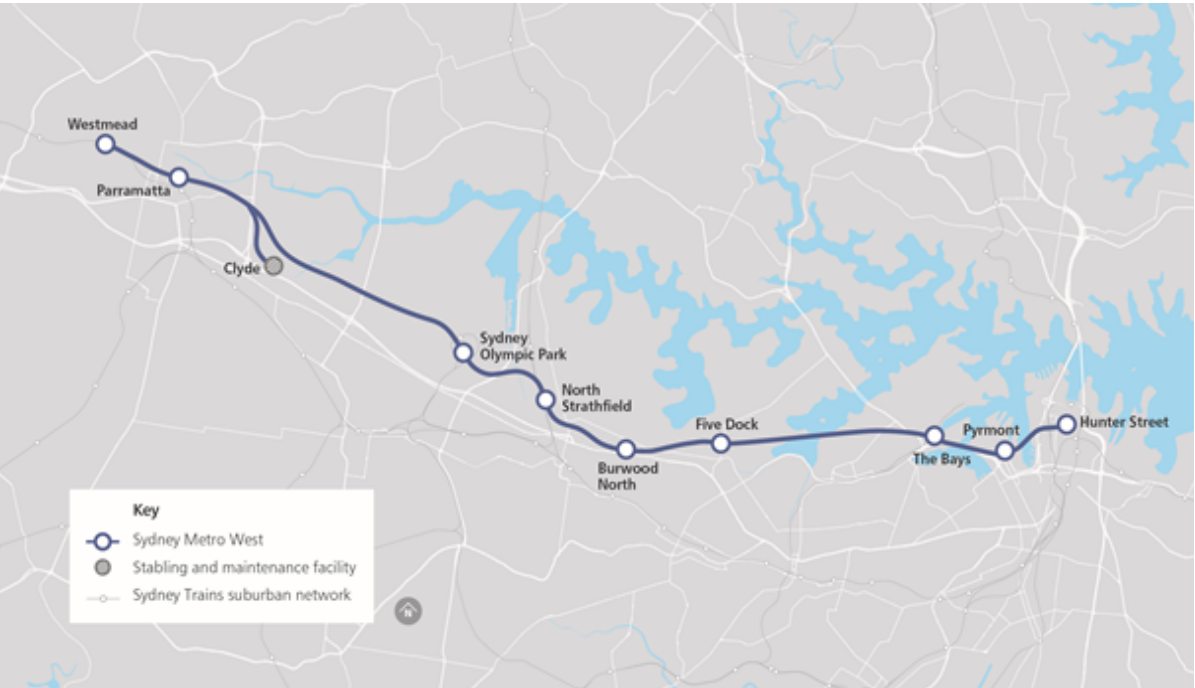 Westmead
Parramatta
Clyde
Sydney
Olympic Park
North
Strathfield
Burwood
North
Five Dock
The Bays
Pyrmont
Hunter Street
Key
Sydney Metro West
Stabling and maintenance facility
Sydney Trains suburban network
N